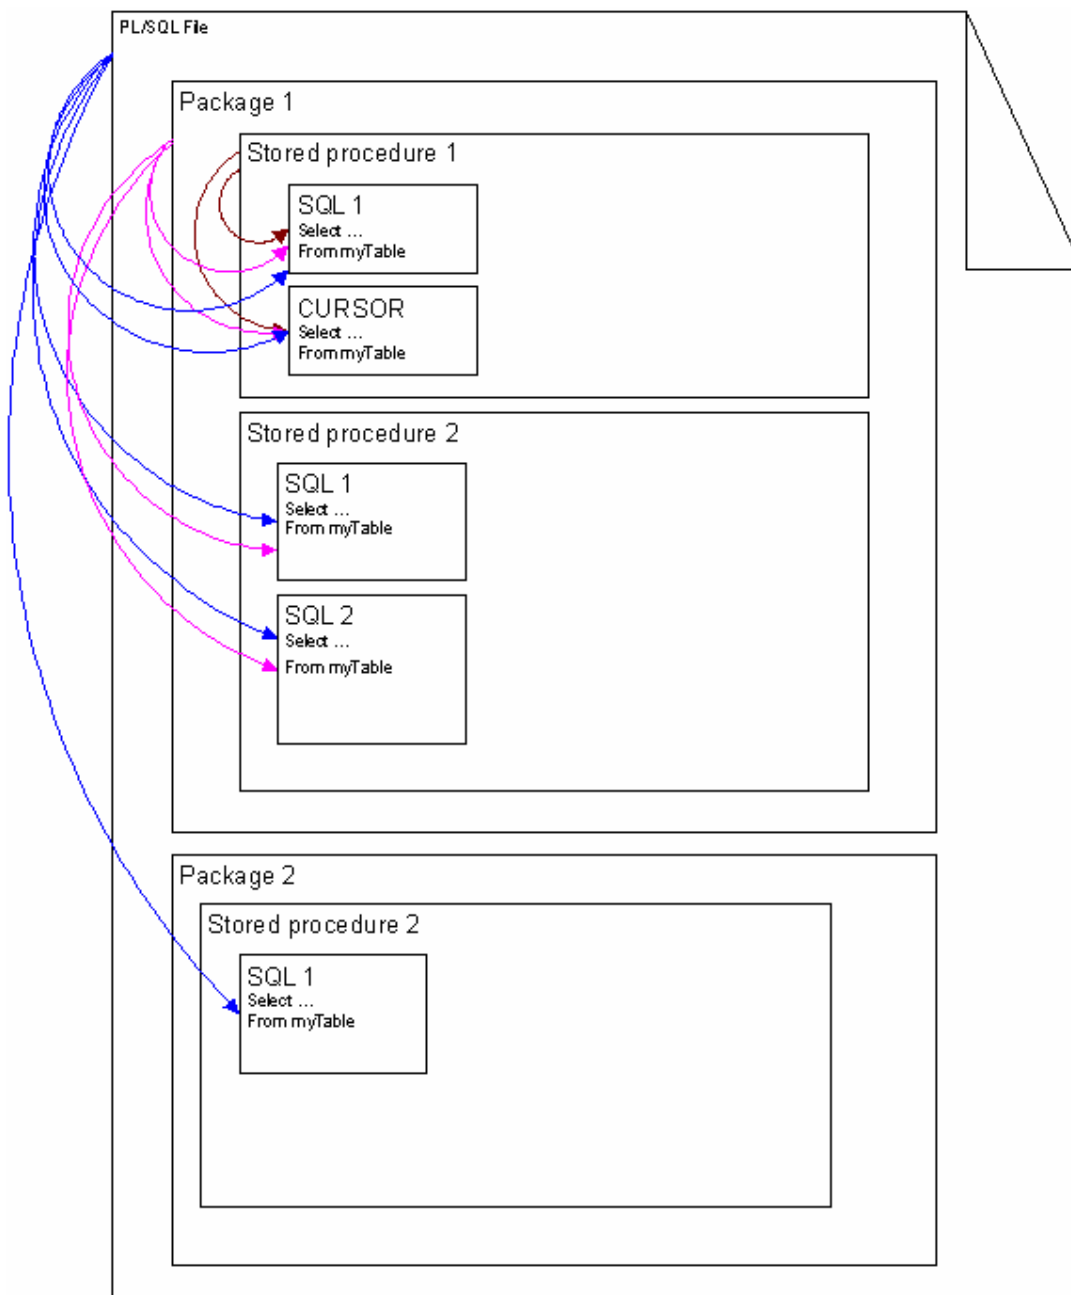 PL/SQL File
Package 1
Stored procedure 1
SQL 1
Select ...
From myTable
CURSOR
Select ...
From myTable
Stored procedure 2
SQL 1
Select ...
From myTable
SQL 2
Select ...
From myTable
Package 2
Stored procedure 2
SQL 1
Select ...
From myTable